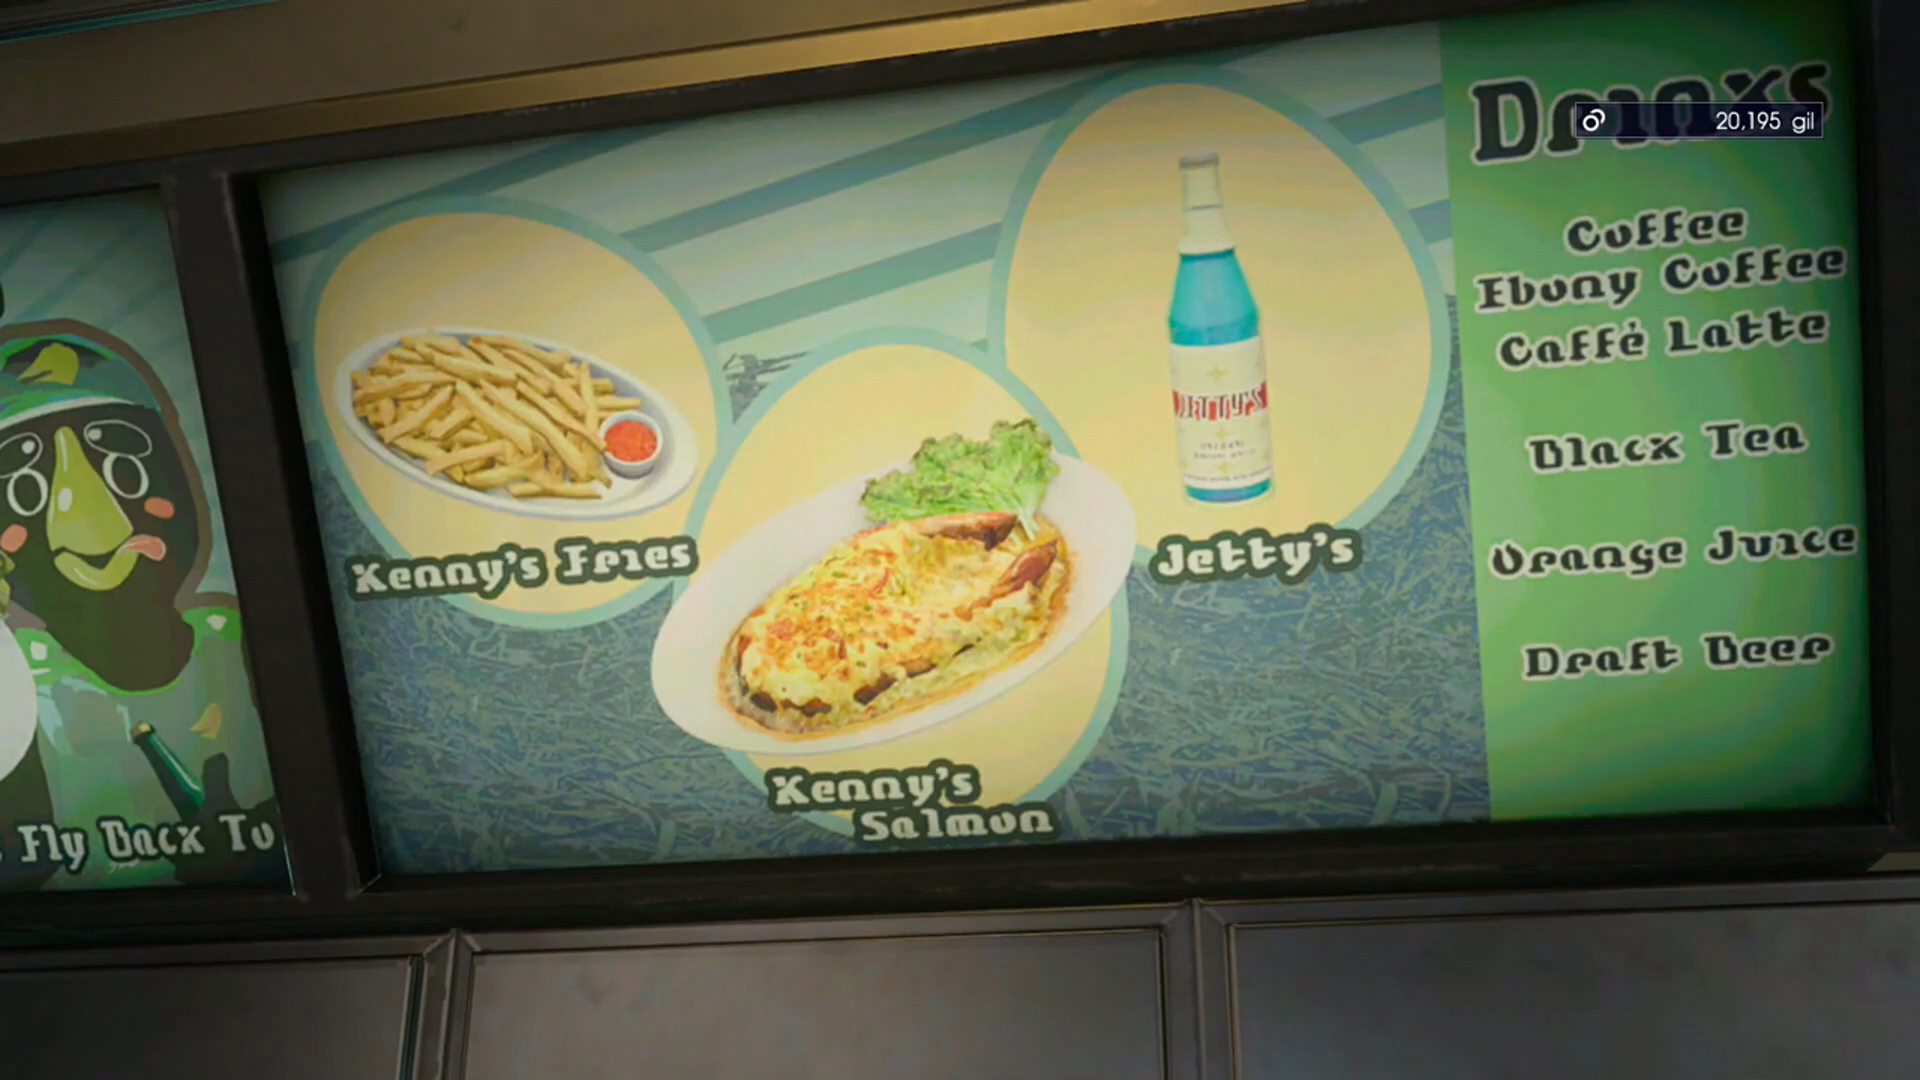 Fly Back To
Kenny's Fries
Kenny's
Salmon
JETTY'S
Jetty's
Drinks
20,195 gil
Coffee
Ebony Coffee
Caffè Latte
Black Tea
Orange Juice
Draft Beer